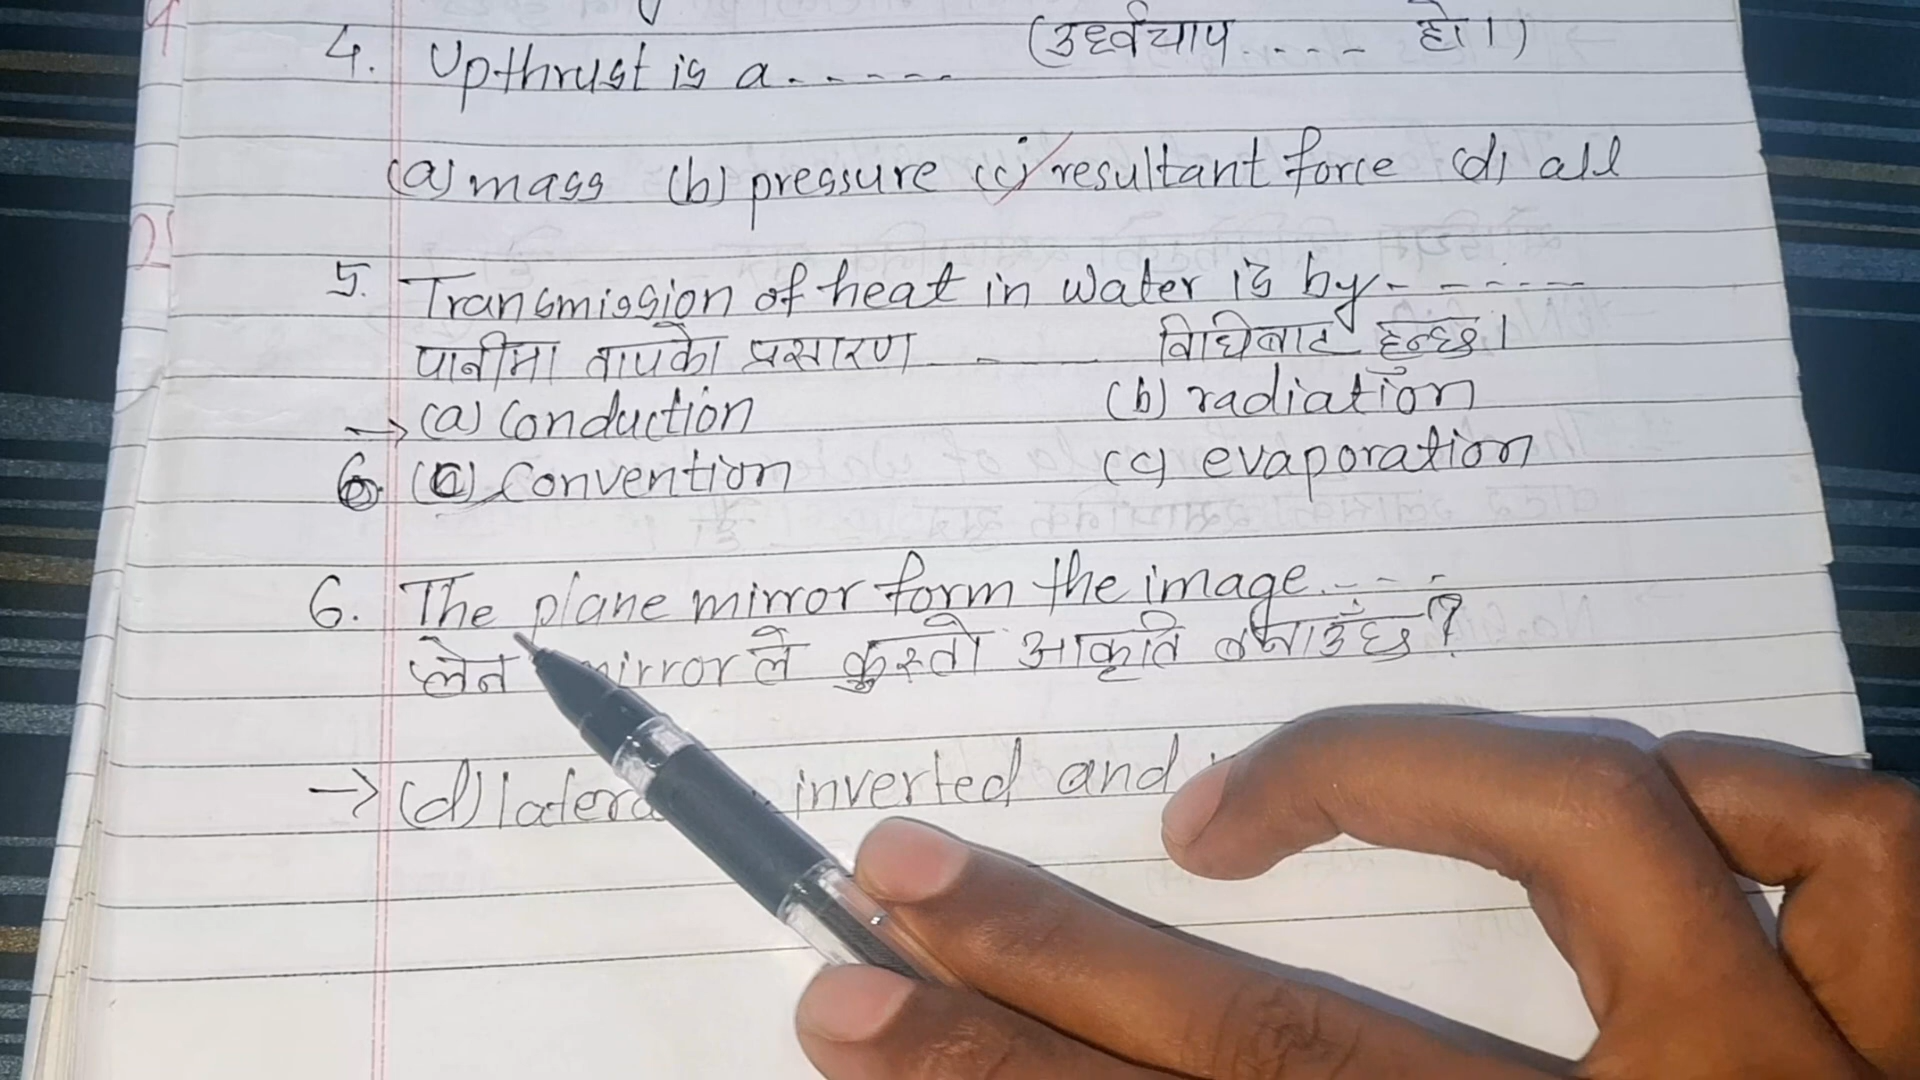 4. Upthrust is a...... (उर्ध्वचाप.... हो।)
(a) mass (b) pressure (c) resultant force (d) all
5. Transmission of heat in water is by.......
पानीमा तापको प्रसारण ..... विधिबाट हुन्छ।
→ (a) conduction (b) radiation
6. (c) convention (c) evaporation
6. The plane mirror form the image....
प्लेन mirror ले कुस्तो आकृति बनाउँछ?
→ (d) inverted and